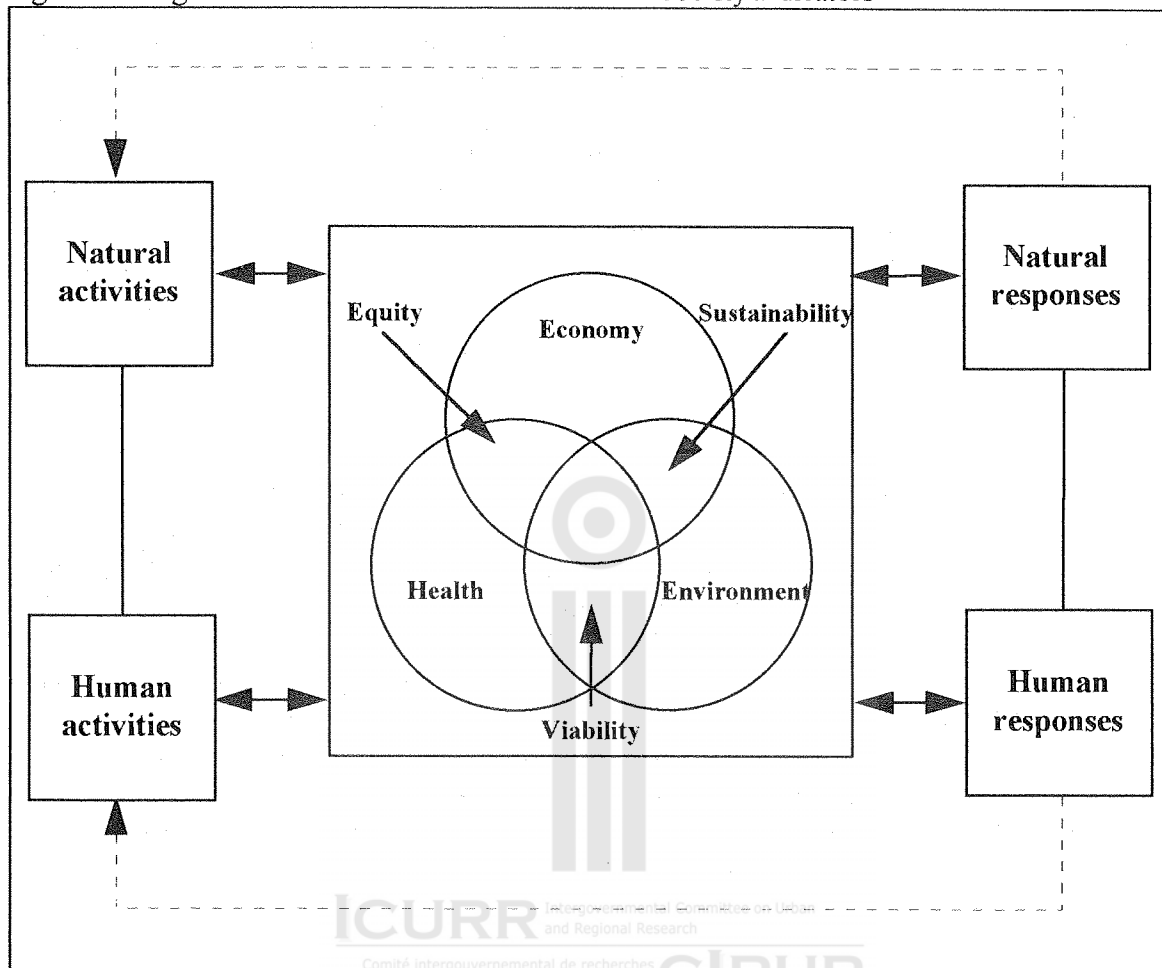 Natural
activities
Natural
responses
Equity
Economy
Sustainability
Health
Environment
Viability
Human
activities
Human
responses
ICURR Intergovernmental Committee on Urban
and Regional Research
Comité intergouvernemental de recherches